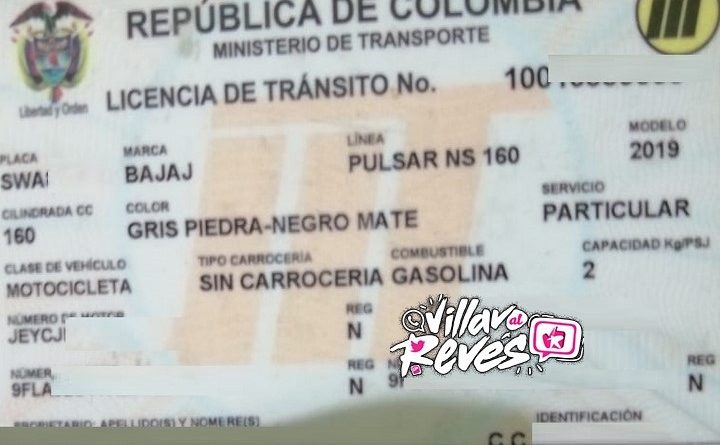 REPÚBLICA DE COLOMBIA
MINISTERIO DE TRANSPORTE
Libertad y Orden
LICENCIA DE TRÁNSITO No. 100
PLACA MARCA LÍNEA MODELO
SWA BAJAJ PULSAR NS 160 2019
CILINDRADA CC COLOR SERVICIO
160 GRIS PIEDRA-NEGRO MATE PARTICULAR
CLASE DE VEHÍCULO TIPO CARROCERÍA COMBUSTIBLE CAPACIDAD Kg/PSJ
MOTOCICLETA SIN CARROCERIA GASOLINA 2
NÚMERO DE MOTOR REG
JEYCJ N
Villav al Revés
REG REG
9FLA N N
PROPIETARIO: APELLIDO(S) Y NOMBRE(S) IDENTIFICACIÓN
C.C.